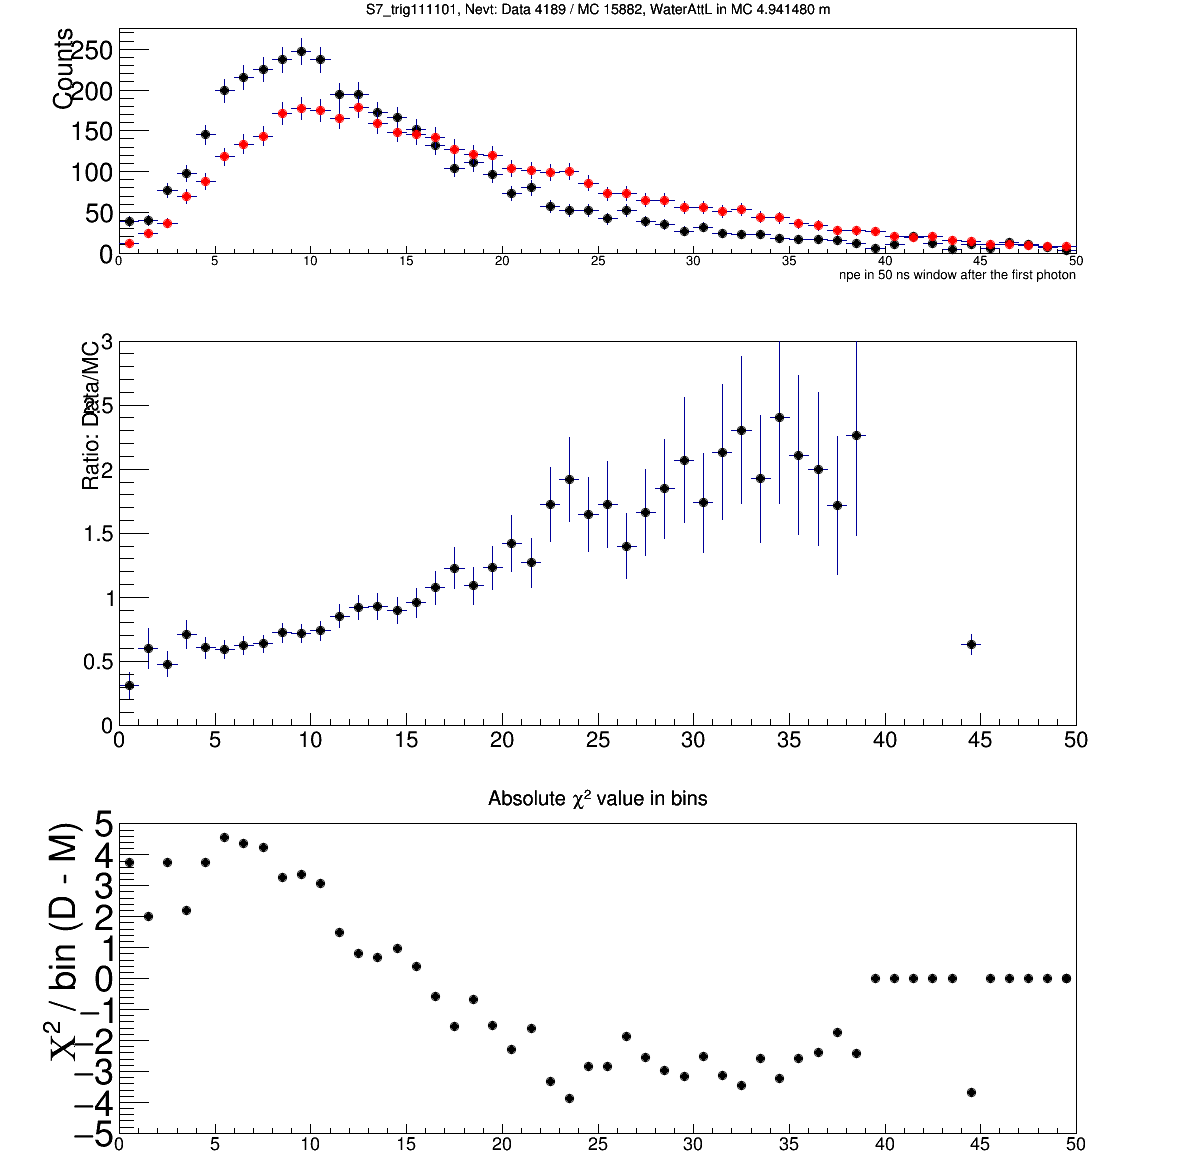 S7_trig111101, Nevt: Data 4189 / MC 15882, WaterAttL in MC 4.941480 m
Counts
250
200
150
100
50
0
0 5 10 15 20 25 30 35 40 45 50
npe in 50 ns window after the first photon
Ratio: Data/MC
3
2.5
2
1.5
1
0.5
0
0 5 10 15 20 25 30 35 40 45 50
Absolute χ² value in bins
X² / bin (D - M)
5
4
3
2
1
0
−1
−2
−3
−4
−5
0 5 10 15 20 25 30 35 40 45 50